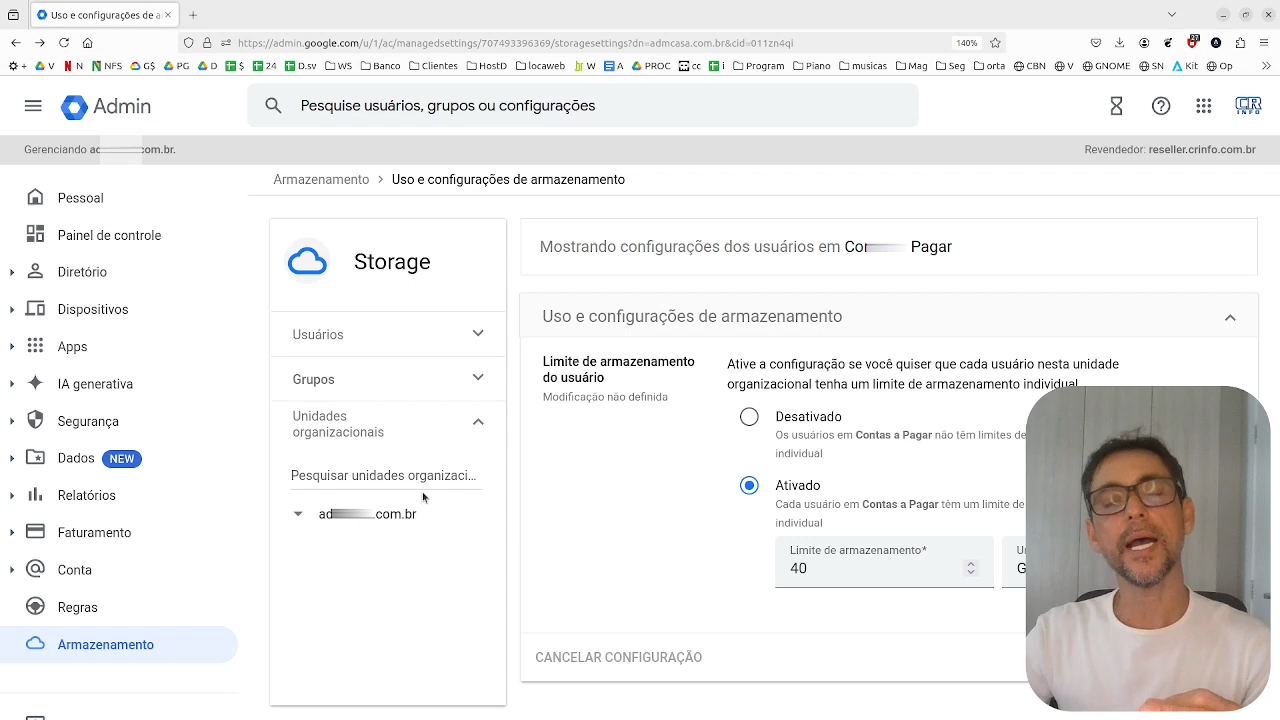 Uso e configurações de a
https://admin.google.com/u/1/ac/managedsettings/707493396369/storagesettings?dn=admcasa.com.br&cid=011zn4qi
140%
V N NFS G$ PG D $ 24 D.sv WS Banco Clientes HostD locaweb W A PROC cc i Program Piano musicas Mag Seg orta CBN V GNOME SN Kit Op
Admin
Pesquise usuários, grupos ou configurações
CR INFO
Gerenciando ac com.br.
Revendedor: reseller.crinfo.com.br
Armazenamento > Uso e configurações de armazenamento
Pessoal
Painel de controle
Diretório
Dispositivos
Apps
IA generativa
Segurança
Dados NEW
Relatórios
Faturamento
Conta
Regras
Armazenamento
Storage
Usuários
Grupos
Unidades
organizacionais
Pesquisar unidades organizaci...
ad .com.br
Mostrando configurações dos usuários em Co Pagar
Uso e configurações de armazenamento
Limite de armazenamento
do usuário
Modificação não definida
Ative a configuração se você quiser que cada usuário nesta unidade
organizacional tenha um limite de armazenamento individual
Desativado
Os usuários em Contas a Pagar não têm limites de
individual
Ativado
Cada usuário em Contas a Pagar têm um limite de
individual
Limite de armazenamento*
40
G
CANCELAR CONFIGURAÇÃO